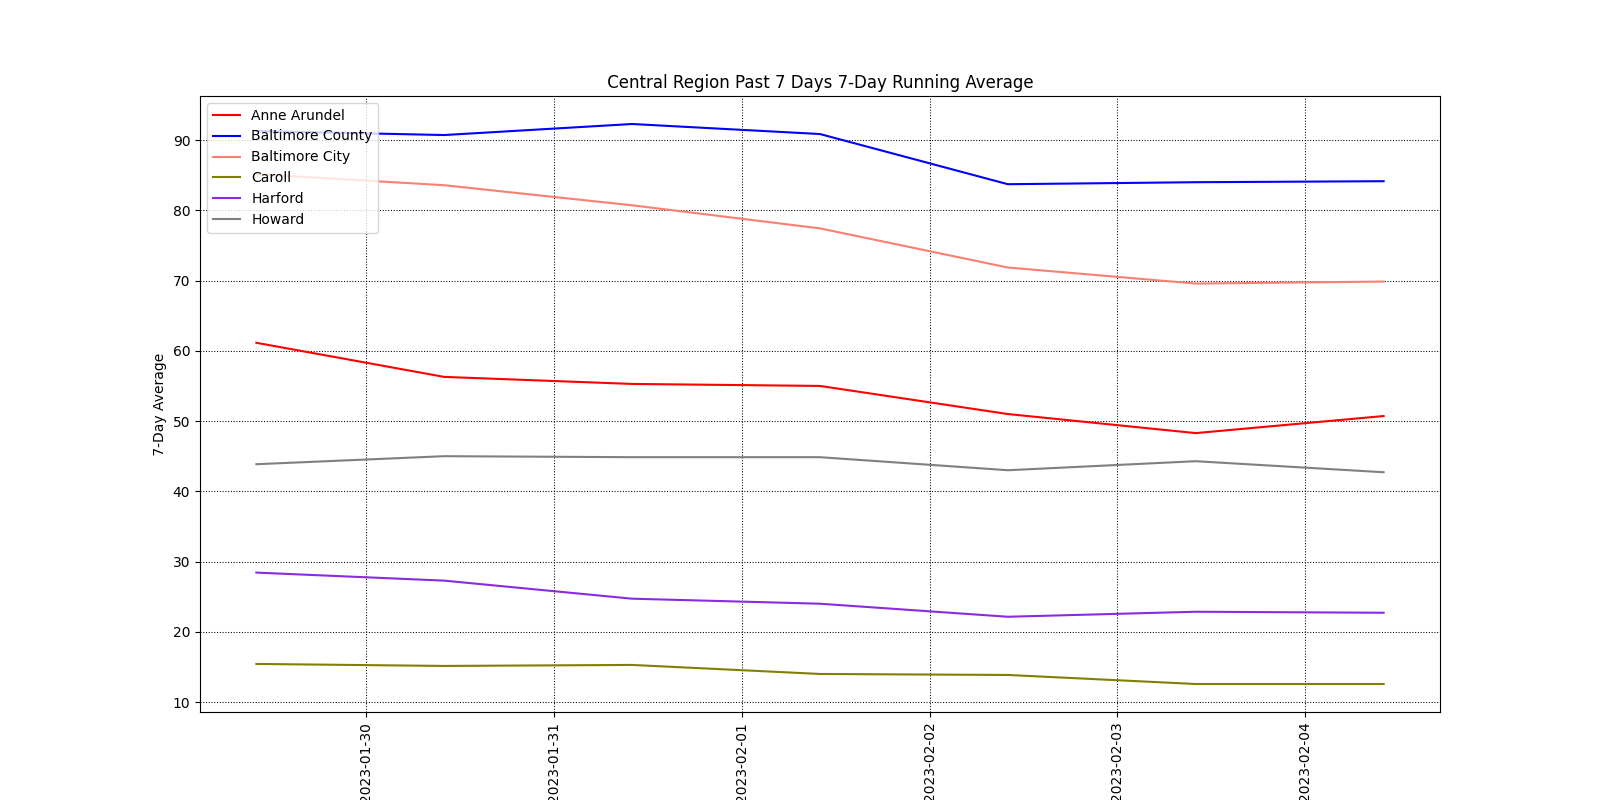 Central Region Past 7 Days 7-Day Running Average
Anne Arundel
Baltimore County
Baltimore City
Caroll
Harford
Howard
7-Day Average
90
80
70
60
50
40
30
20
10
2023-01-30
2023-01-31
2023-02-01
2023-02-02
2023-02-03
2023-02-04